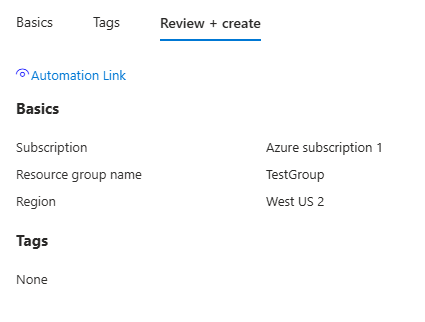 Basics Tags Review + create
Automation Link
Basics
Subscription Azure subscription 1
Resource group name TestGroup
Region West US 2
Tags
None